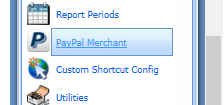 Report Periods
PayPal Merchant
Custom Shortcut Config
Utilities